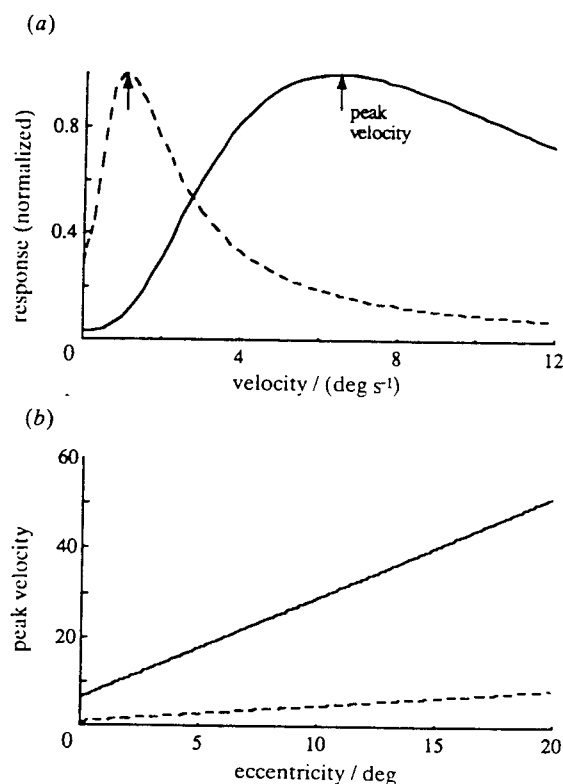 (a)
0.8
0.4
0
response (normalized)
peak
velocity
4
8
12
velocity / (deg s⁻¹)
(b)
60
40
20
0
peak velocity
5
10
15
20
eccentricity / deg